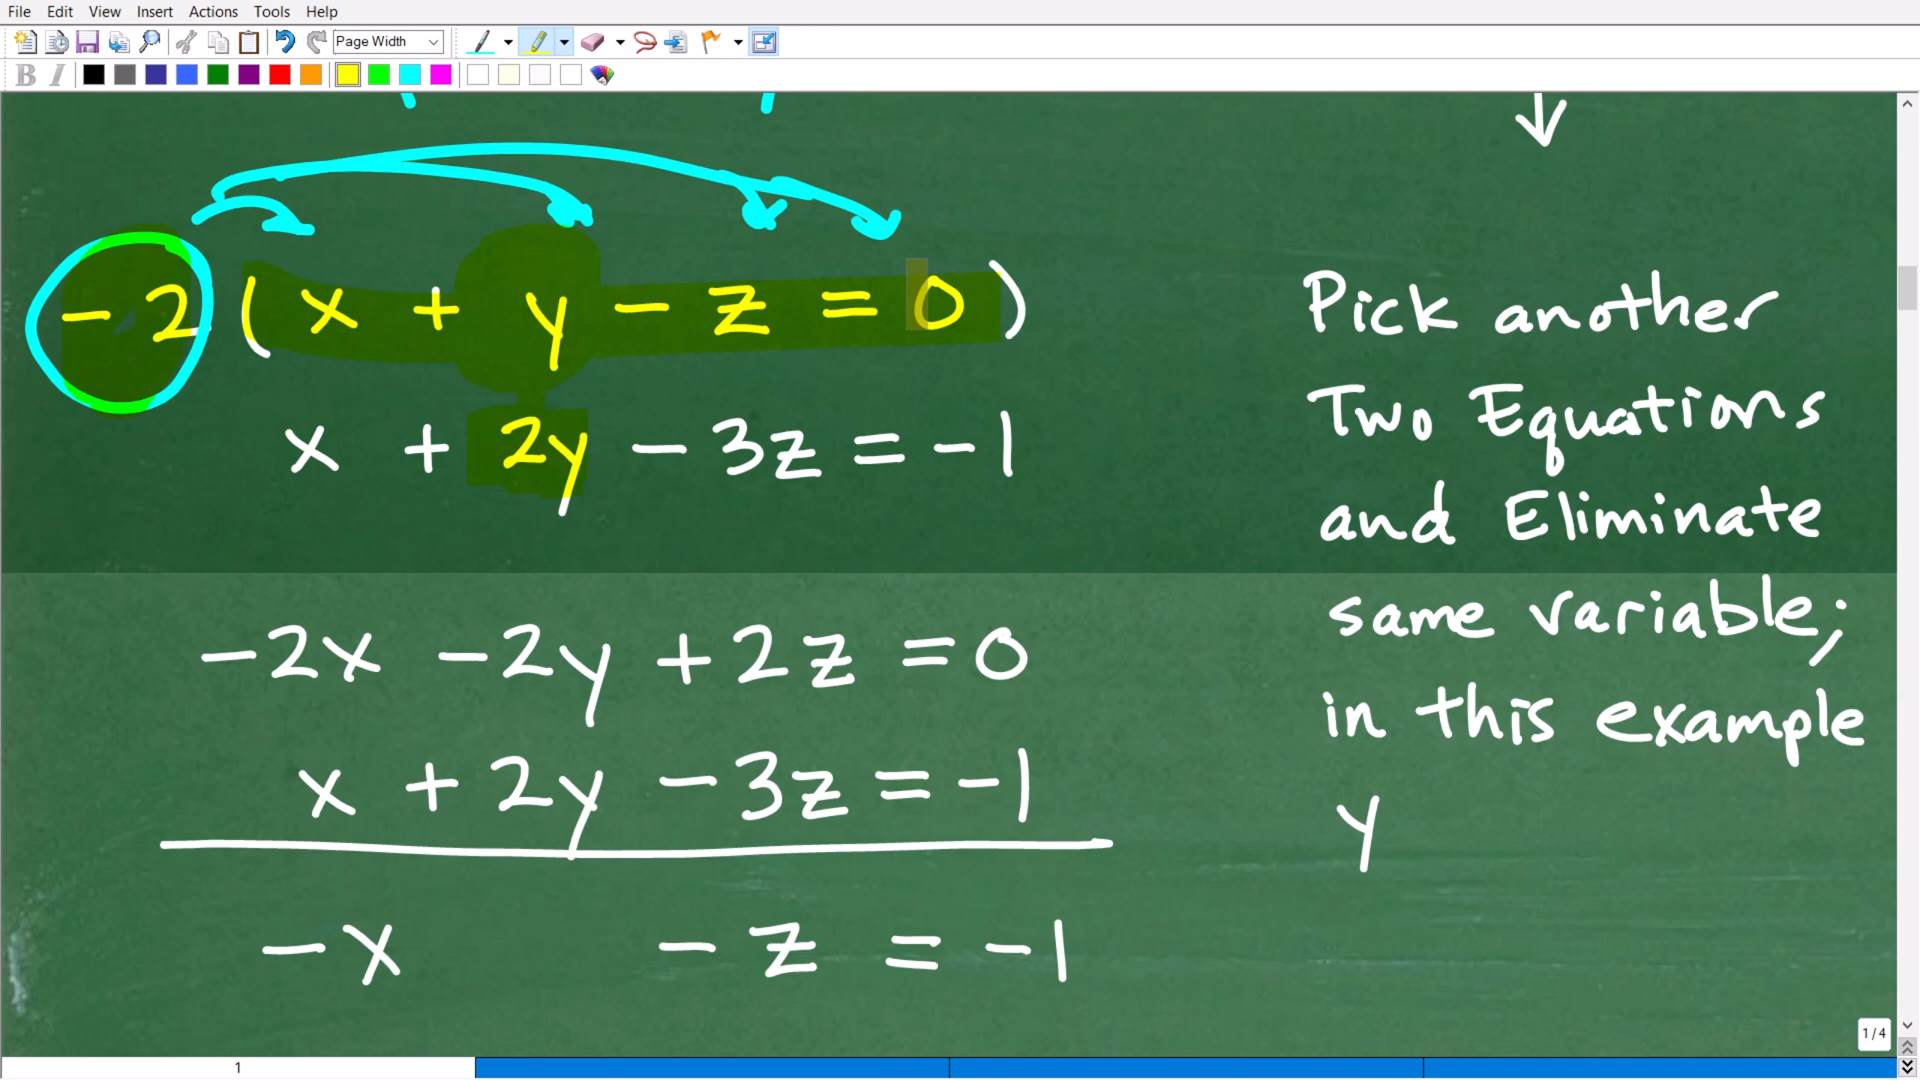 File Edit View Insert Actions Tools Help
Page Width
B I
-2 ( x + y - z = 0 )
x + 2y - 3z = -1
-2x -2y +2z = 0
x + 2y - 3z = -1
-x - z = -1
Pick another
Two Equations
and Eliminate
same variable;
in this example
y
1 / 4
1